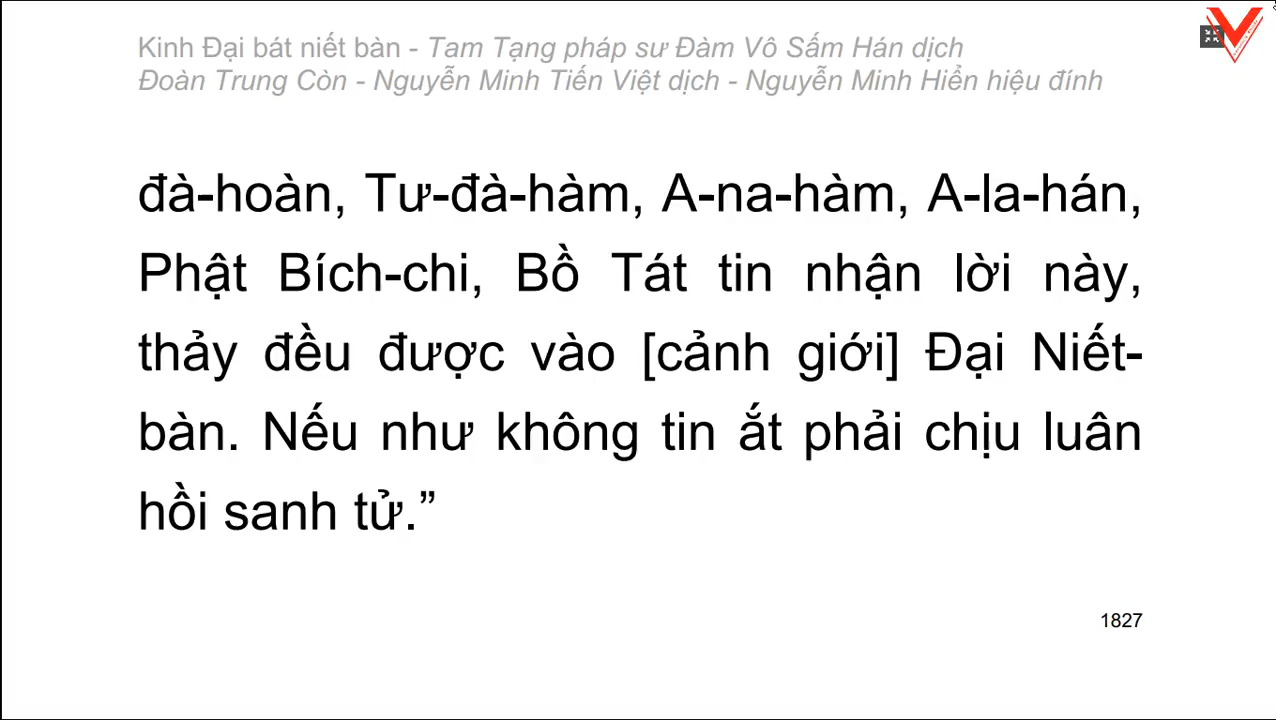 Kinh Đại bát niết bàn - Tam Tạng pháp sư Đàm Vô Sấm Hán dịch
Đoàn Trung Còn - Nguyễn Minh Tiến Việt dịch - Nguyễn Minh Hiển hiệu đính
đà-hoàn, Tư-đà-hàm, A-na-hàm, A-la-hán,
Phật Bích-chi, Bồ Tát tin nhận lời này,
thảy đều được vào [cảnh giới] Đại Niết-
bàn. Nếu như không tin ắt phải chịu luân
hồi sanh tử.”
1827